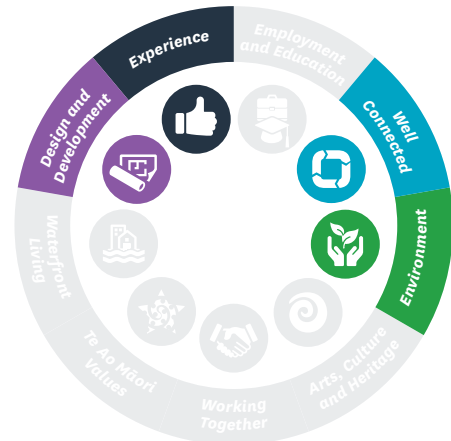 Experience
Employment
and Education
Well
Connected
Environment
Arts, Culture
and Heritage
Working
Together
Te Ao Māori
Values
Waterfront
Living
Design and
Development